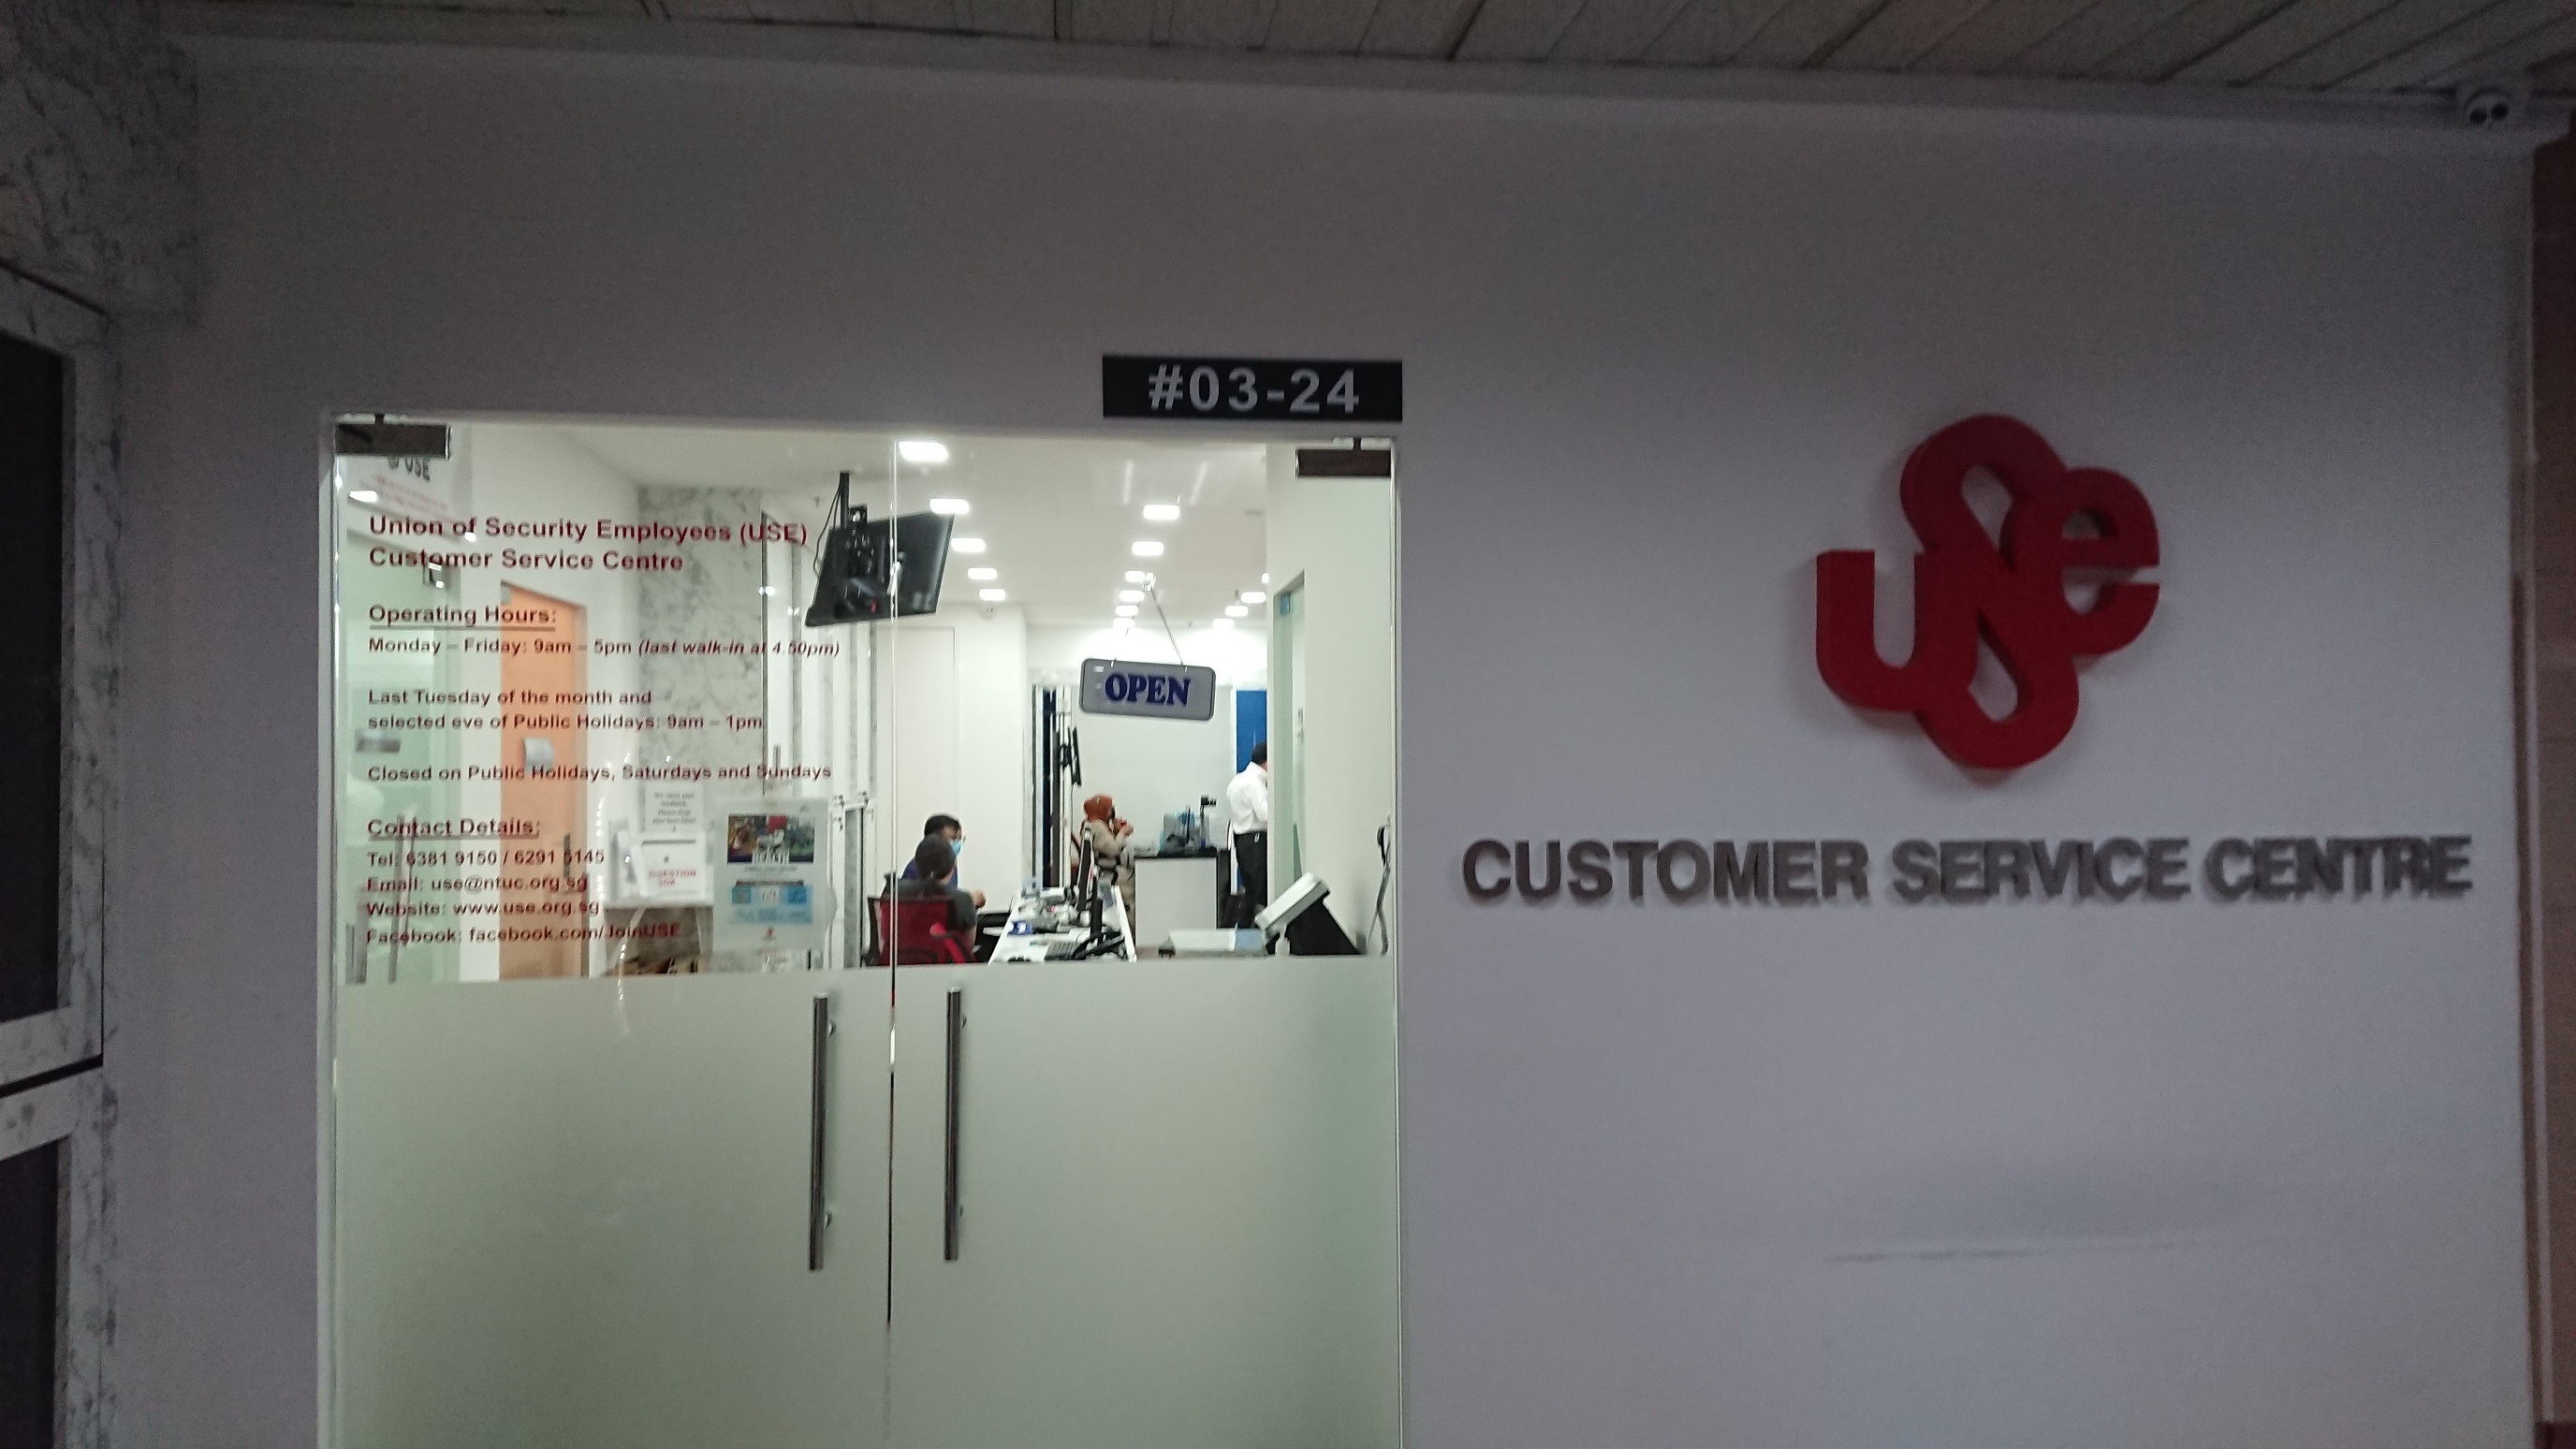 #03-24
USE
Union of Security Employees (USE)
Customer Service Centre
Operating Hours:
Monday – Friday: 9am – 5pm (last walk-in at 4.50pm)
Last Tuesday of the month and
selected eve of Public Holidays: 9am – 1pm
Closed on Public Holidays, Saturdays and Sundays
Contact Details:
Tel: 6381 9150 / 6291 5145
Email: use@ntuc.org.sg
Website: www.use.org.sg
Facebook: facebook.com/JoinUSE
OPEN
use
CUSTOMER SERVICE CENTRE